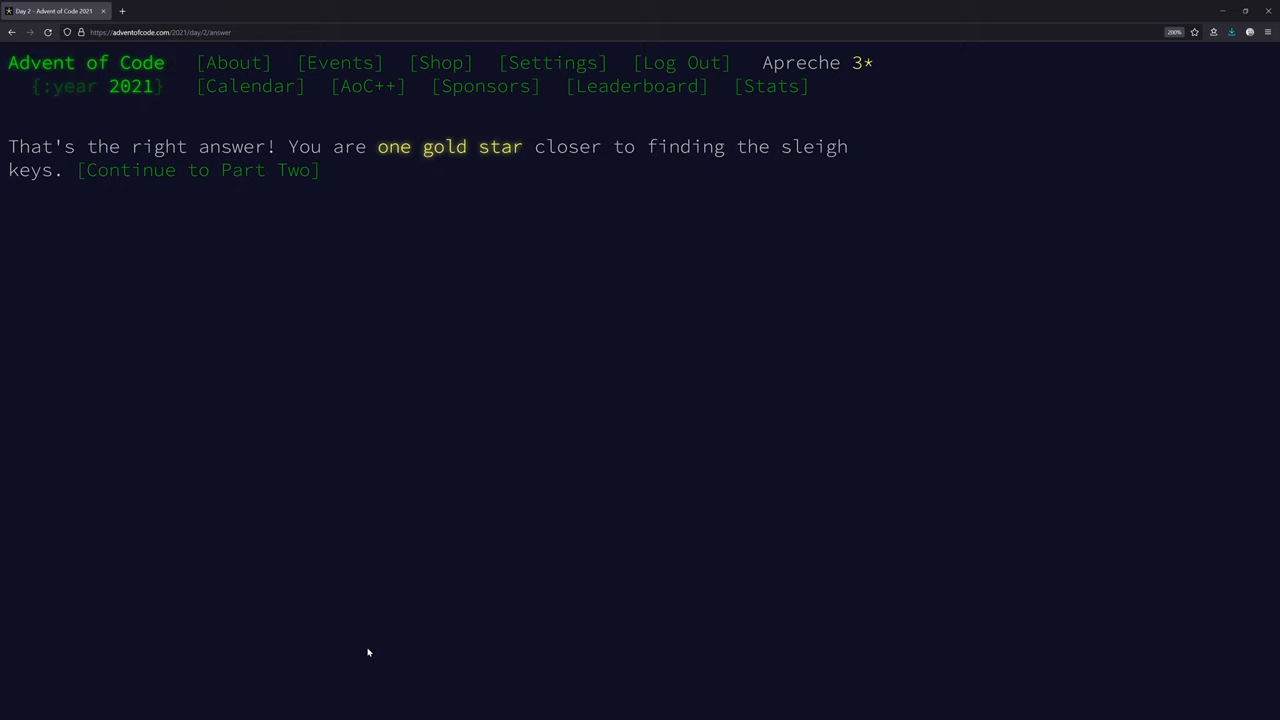 Day 2 - Advent of Code 2021
https://adventofcode.com/2021/day/2/answer
200%
Advent of Code [About] [Events] [Shop] [Settings] [Log Out] Apreche 3*
{:year 2021} [Calendar] [AoC++] [Sponsors] [Leaderboard] [Stats]
That's the right answer! You are one gold star closer to finding the sleigh
keys. [Continue to Part Two]